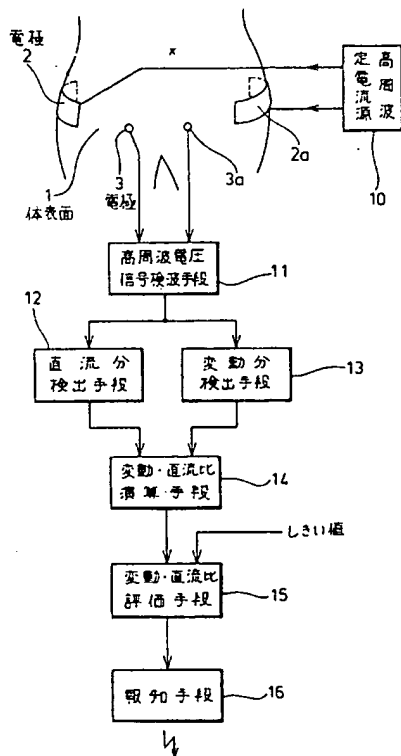 電極
2
x
高周波
定電流源
10
2a
1
体表面
3
電極
3a
高周波電圧
信号検波手段
11
12
直流分
検出手段
変動分
検出手段
13
変動・直流比
演算手段
14
しきい値
変動・直流比
評価手段
15
報知手段
16